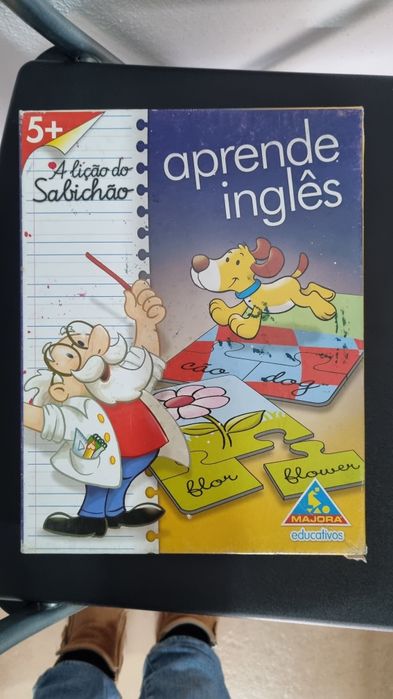 5+
A lição do
Sabichão
aprende
inglês
cão
dog
flor
flower
MAJORA
educativos